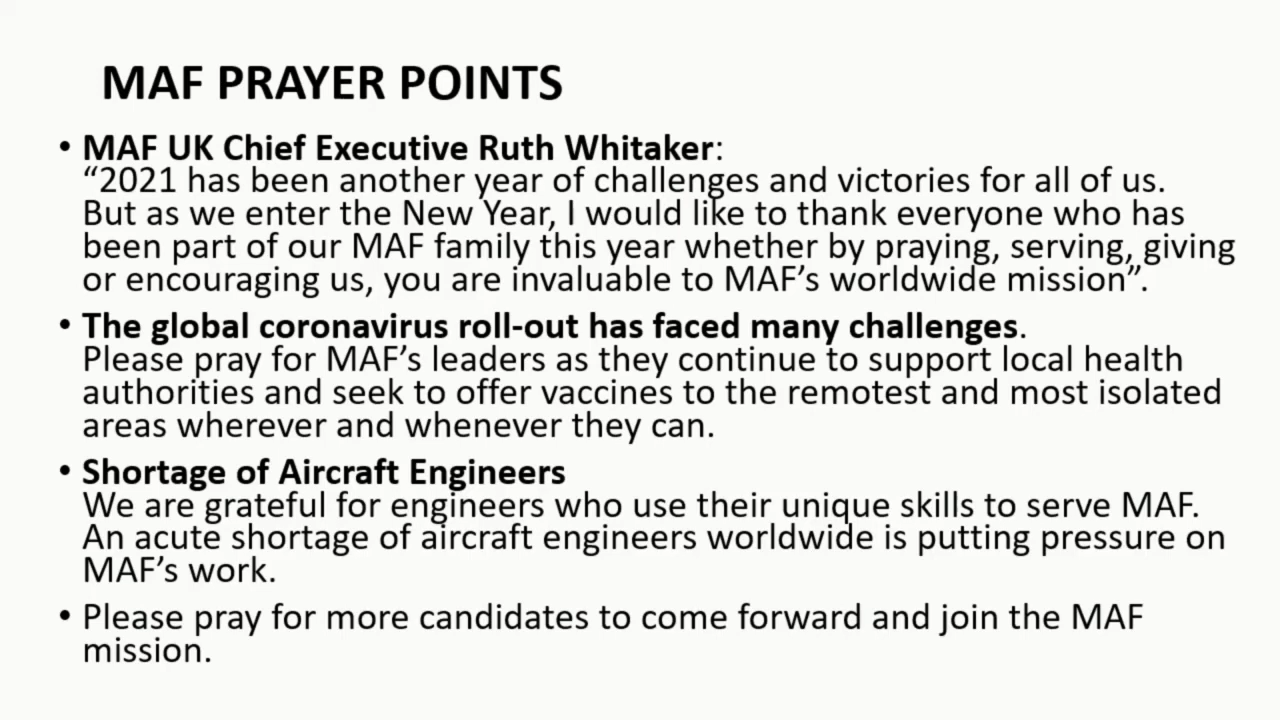 MAF PRAYER POINTS
• MAF UK Chief Executive Ruth Whitaker:
“2021 has been another year of challenges and victories for all of us.
But as we enter the New Year, I would like to thank everyone who has
been part of our MAF family this year whether by praying, serving, giving
or encouraging us, you are invaluable to MAF’s worldwide mission”.
• The global coronavirus roll-out has faced many challenges.
Please pray for MAF’s leaders as they continue to support local health
authorities and seek to offer vaccines to the remotest and most isolated
areas wherever and whenever they can.
• Shortage of Aircraft Engineers
We are grateful for engineers who use their unique skills to serve MAF.
An acute shortage of aircraft engineers worldwide is putting pressure on
MAF’s work.
• Please pray for more candidates to come forward and join the MAF
mission.